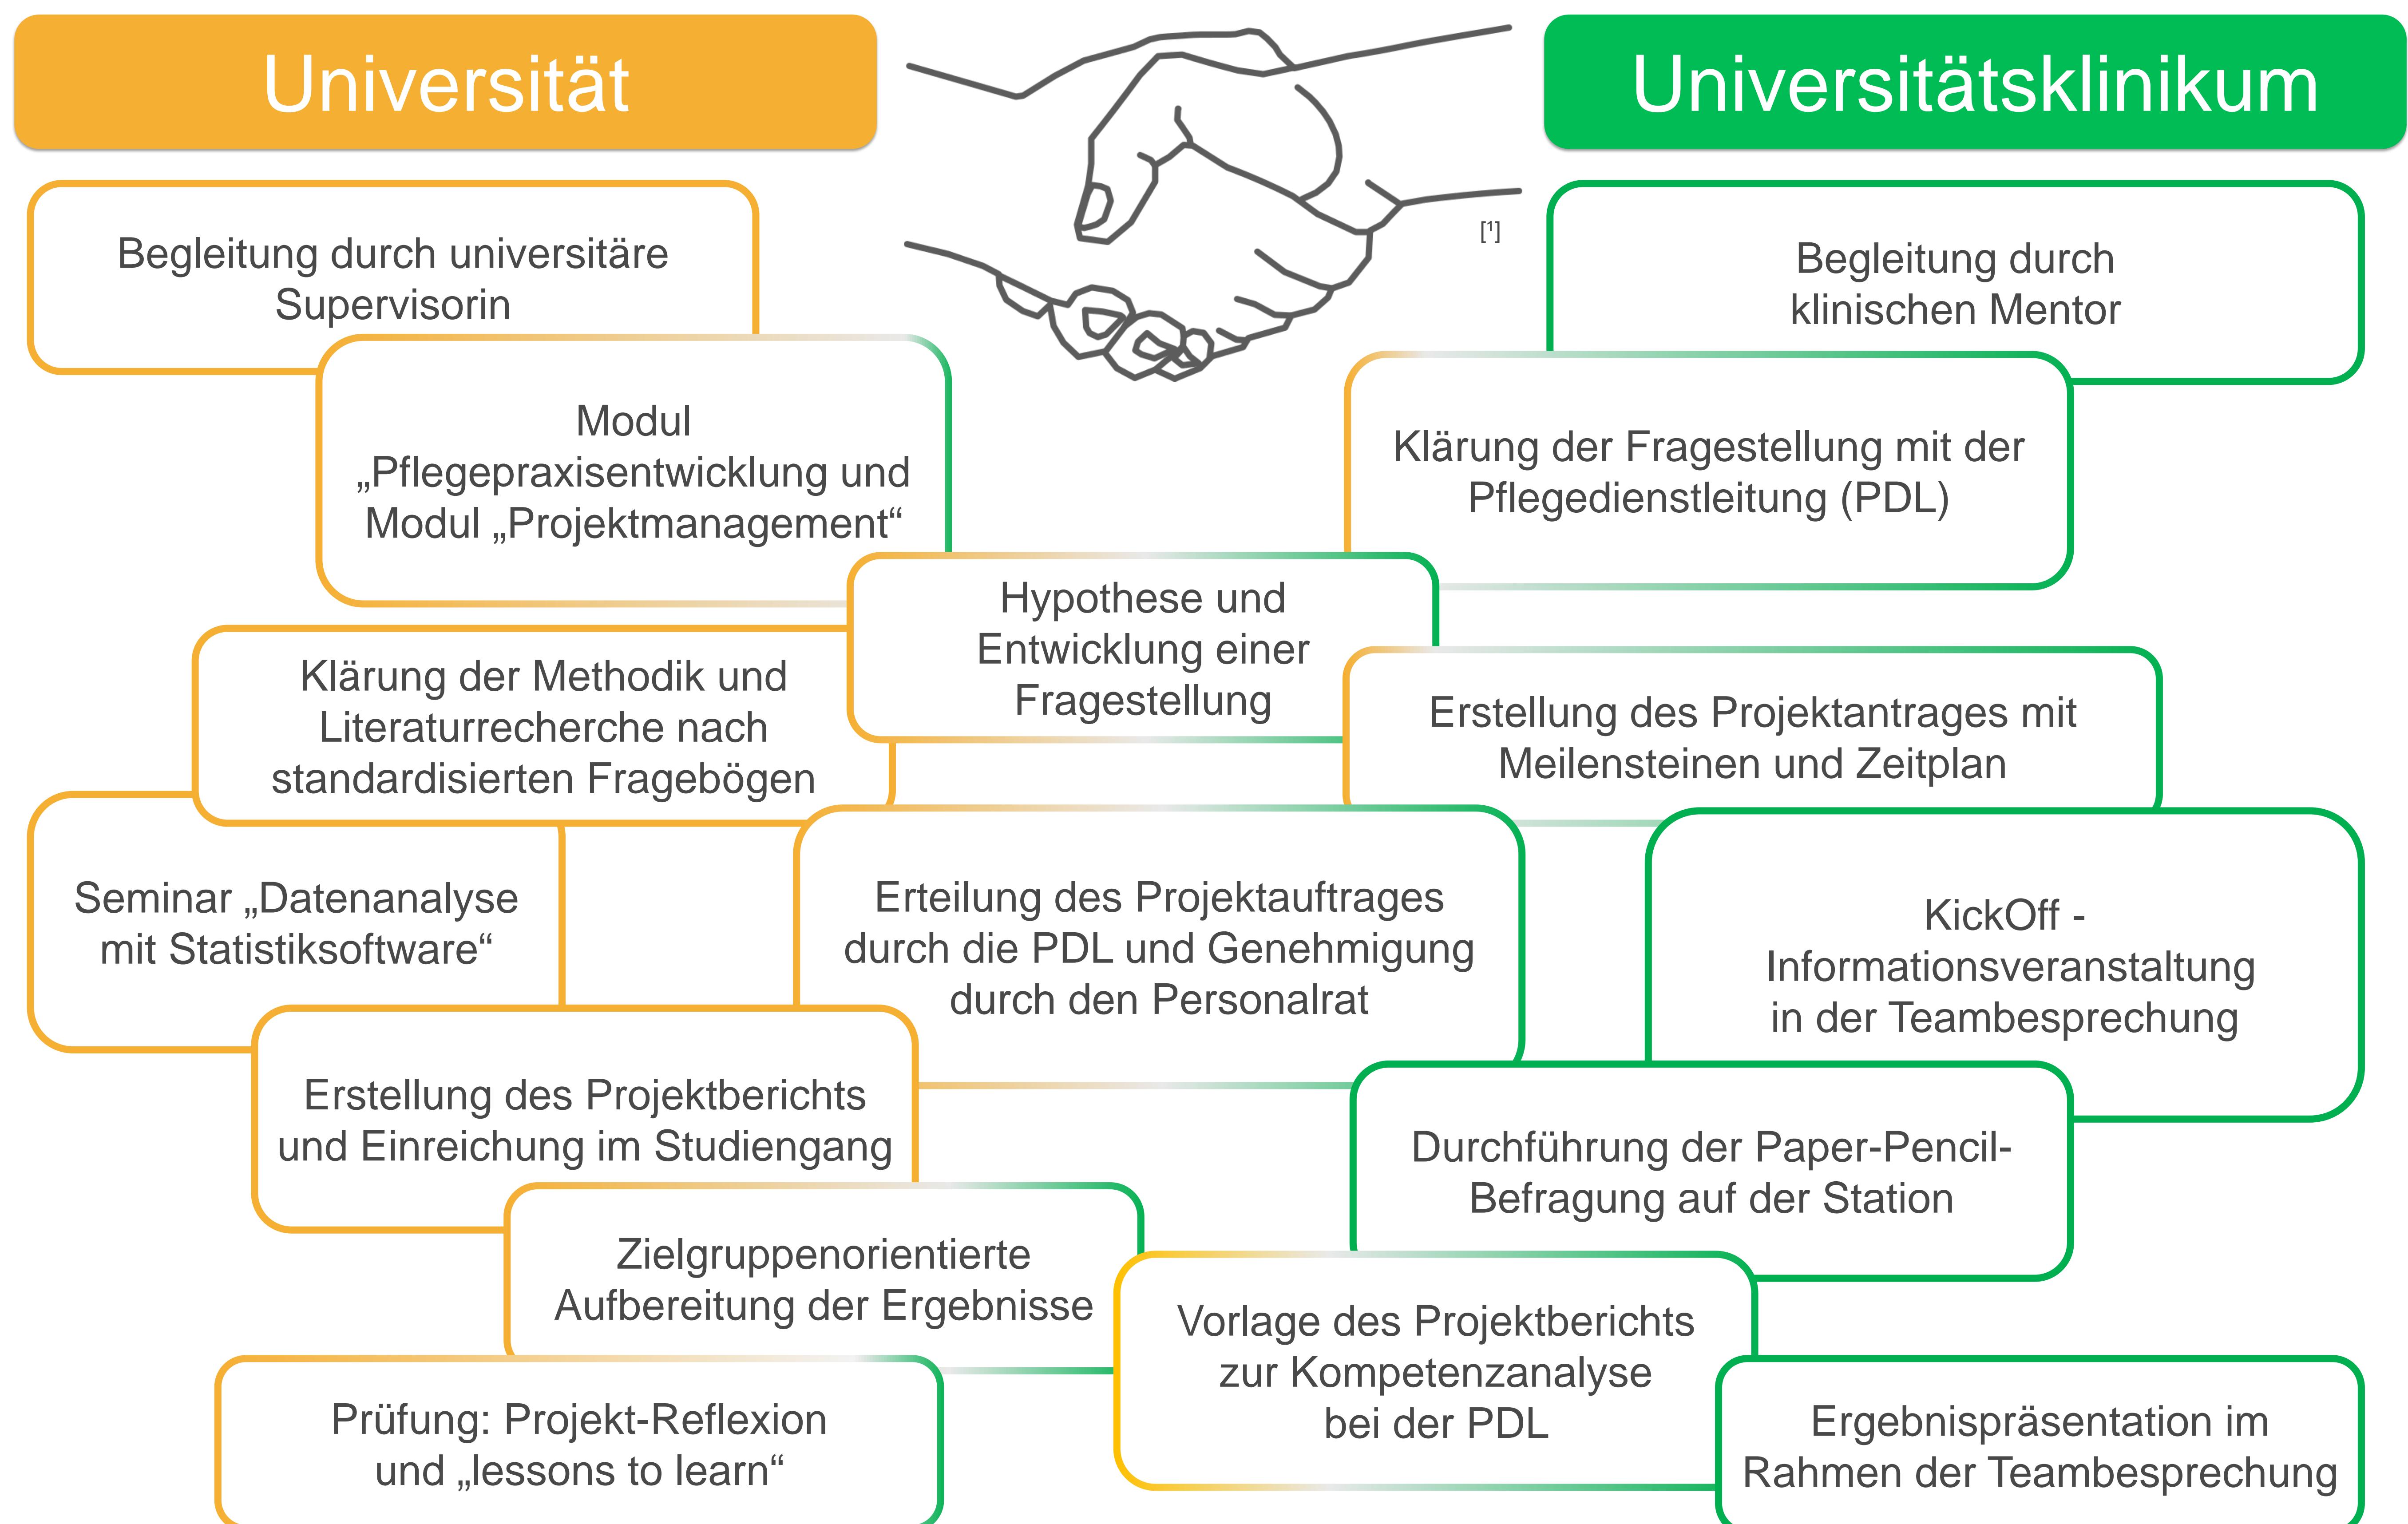 Universität
Universitätsklinikum
[1]
Begleitung durch universitäre
Supervisorin
Begleitung durch
klinischen Mentor
Modul
„Pflegepraxisentwicklung und
Modul „Projektmanagement“
Klärung der Fragestellung mit der
Pflegedienstleitung (PDL)
Hypothese und
Entwicklung einer
Fragestellung
Klärung der Methodik und
Literaturrecherche nach
standardisierten Fragebögen
Erstellung des Projektantrages mit
Meilensteinen und Zeitplan
Seminar „Datenanalyse
mit Statistiksoftware“
Erteilung des Projektauftrages
durch die PDL und Genehmigung
durch den Personalrat
KickOff -
Informationsveranstaltung
in der Teambesprechung
Erstellung des Projektberichts
und Einreichung im Studiengang
Durchführung der Paper-Pencil-
Befragung auf der Station
Zielgruppenorientierte
Aufbereitung der Ergebnisse
Vorlage des Projektberichts
zur Kompetenzanalyse
bei der PDL
Prüfung: Projekt-Reflexion
und „lessons to learn“
Ergebnispräsentation im
Rahmen der Teambesprechung